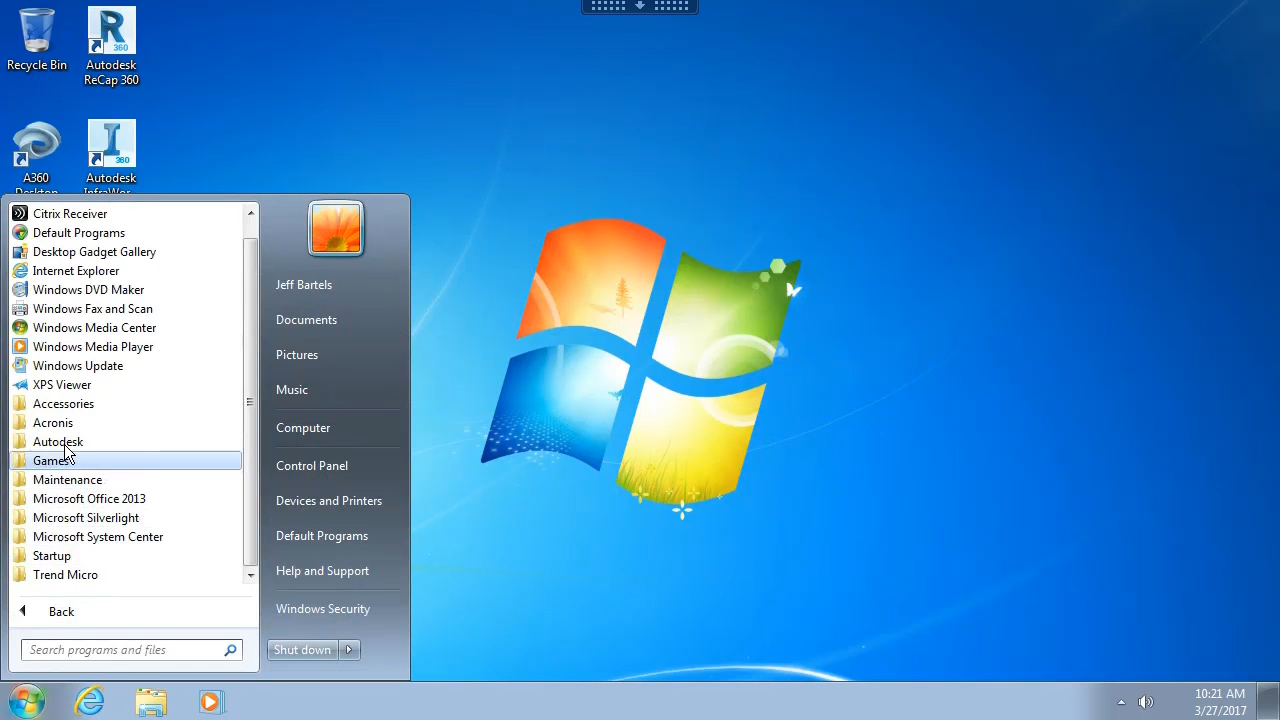 Recycle Bin
R
360
Autodesk
ReCap 360
A360
Desktop
I
360
Autodesk
InfraWor...
Citrix Receiver
Default Programs
Desktop Gadget Gallery
Internet Explorer
Windows DVD Maker
Windows Fax and Scan
Windows Media Center
Windows Media Player
Windows Update
XPS Viewer
Accessories
Acronis
Autodesk
Games
Maintenance
Microsoft Office 2013
Microsoft Silverlight
Microsoft System Center
Startup
Trend Micro
Back
Search programs and files
Jeff Bartels
Documents
Pictures
Music
Computer
Control Panel
Devices and Printers
Default Programs
Help and Support
Windows Security
Shut down
10:21 AM
3/27/2017